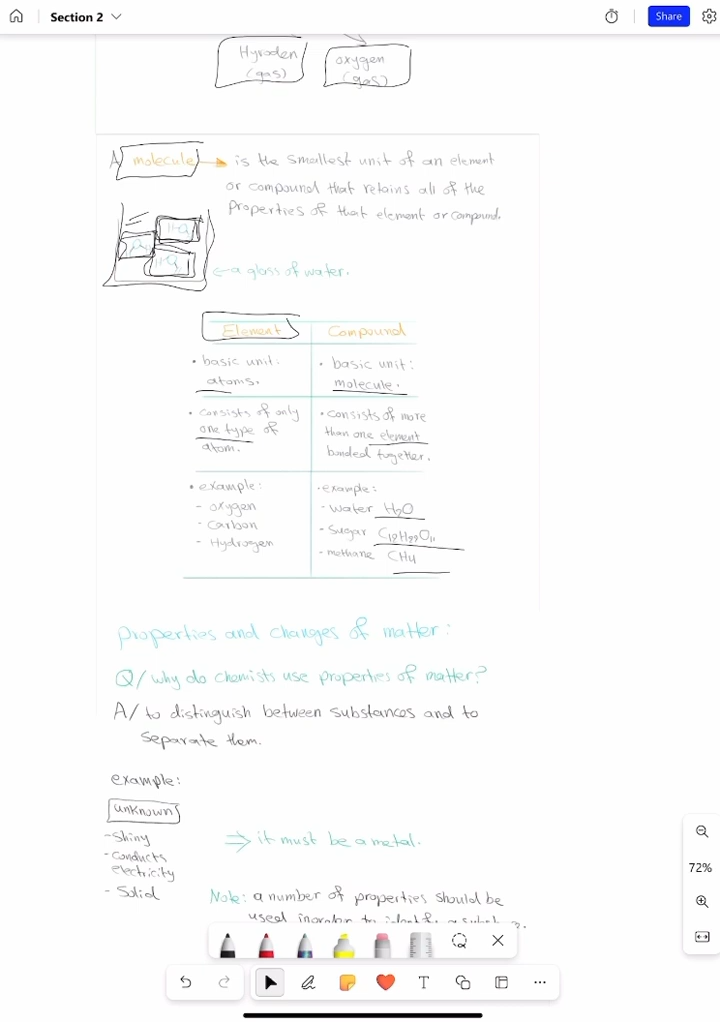 Section 2
Share
Hyroden
(gas)
oxygen
(gas)
A molecule → is the smallest unit of an element
or compound that retains all of the
properties of that element or compound.
H₂O
H₂O
← a glass of water.
Element
Compound
• basic unit:
atoms.
• basic unit:
molecule.
• consists of only
one type of
atom.
• consists of more
than one element
bonded together.
• example:
- oxygen
- Carbon
- Hydrogen
• example:
- Water H₂O
- Sugar C₁₂H₂₂O₁₁
- methane CH₄
properties and changes of matter:
Q/ why do chemists use properties of matter?
A/ to distinguish between substances and to
separate them.
example:
unknown
- Shiny
- Conducts
electricity
- Solid
⇒ it must be a metal.
Note: a number of properties should be
used inorder to
72%
T